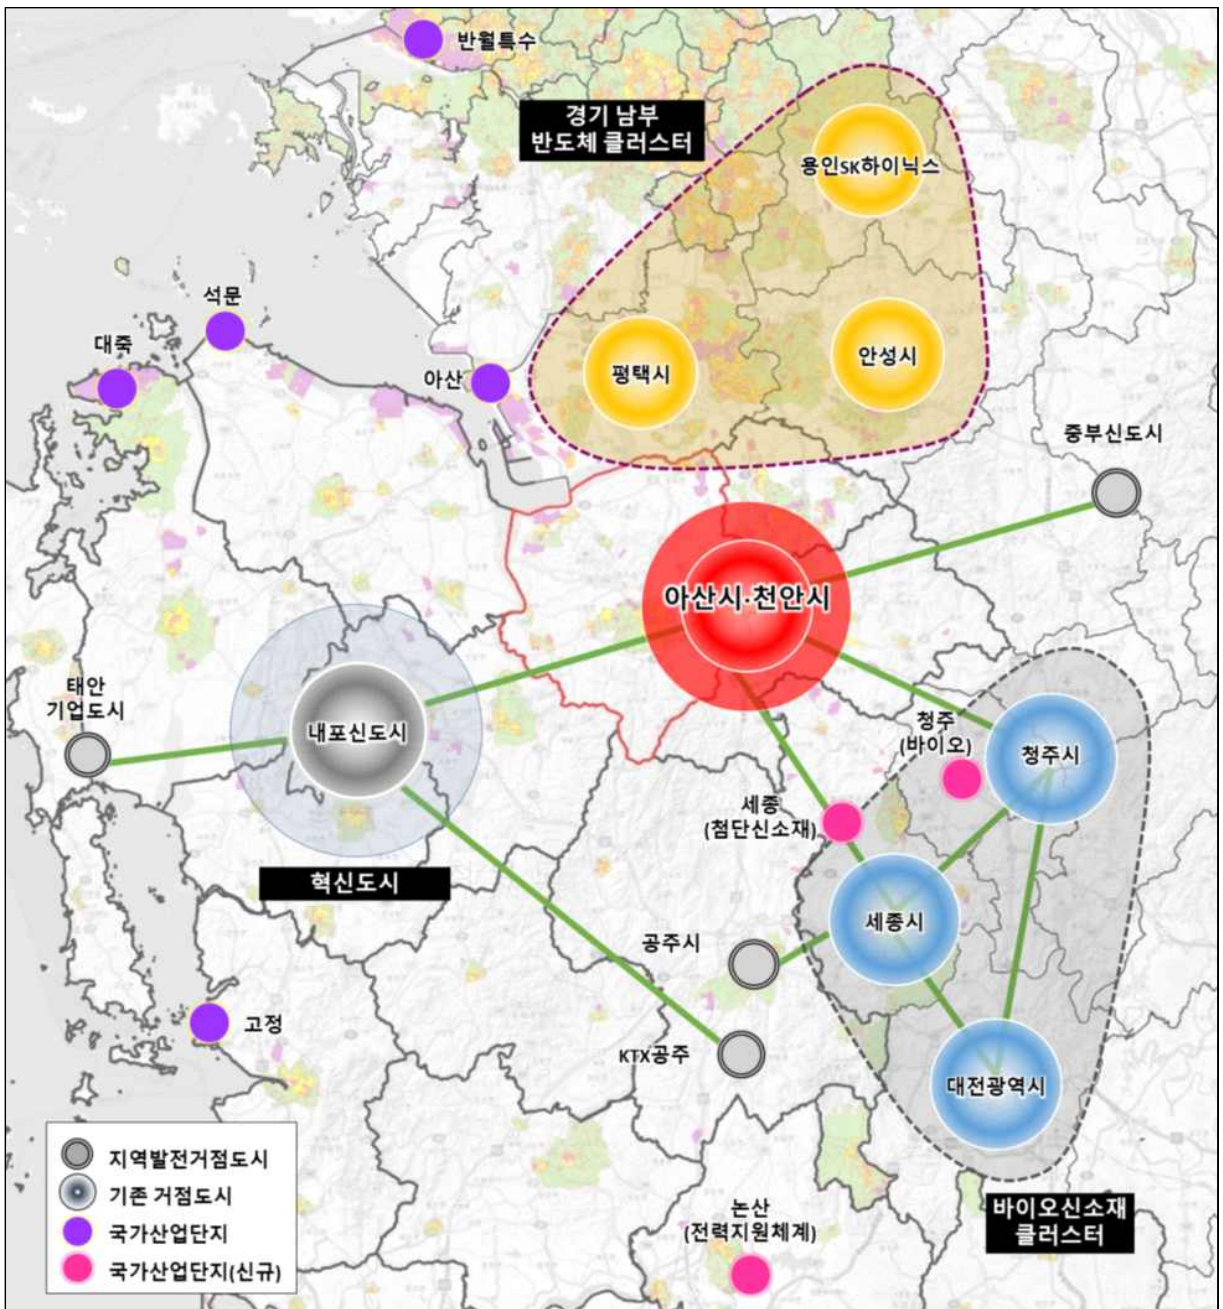 반월특수
경기 남부
반도체 클러스터
용인SK하이닉스
석문
대죽
아산
평택시
안성시
중부신도시
아산시·천안시
태안
기업도시
내포신도시
청주
(바이오)
청주시
세종
(첨단신소재)
혁신도시
세종시
공주시
고정
KTX공주
대전광역시
지역발전거점도시
기존 거점도시
국가산업단지
국가산업단지(신규)
논산
(전력지원체계)
바이오신소재
클러스터